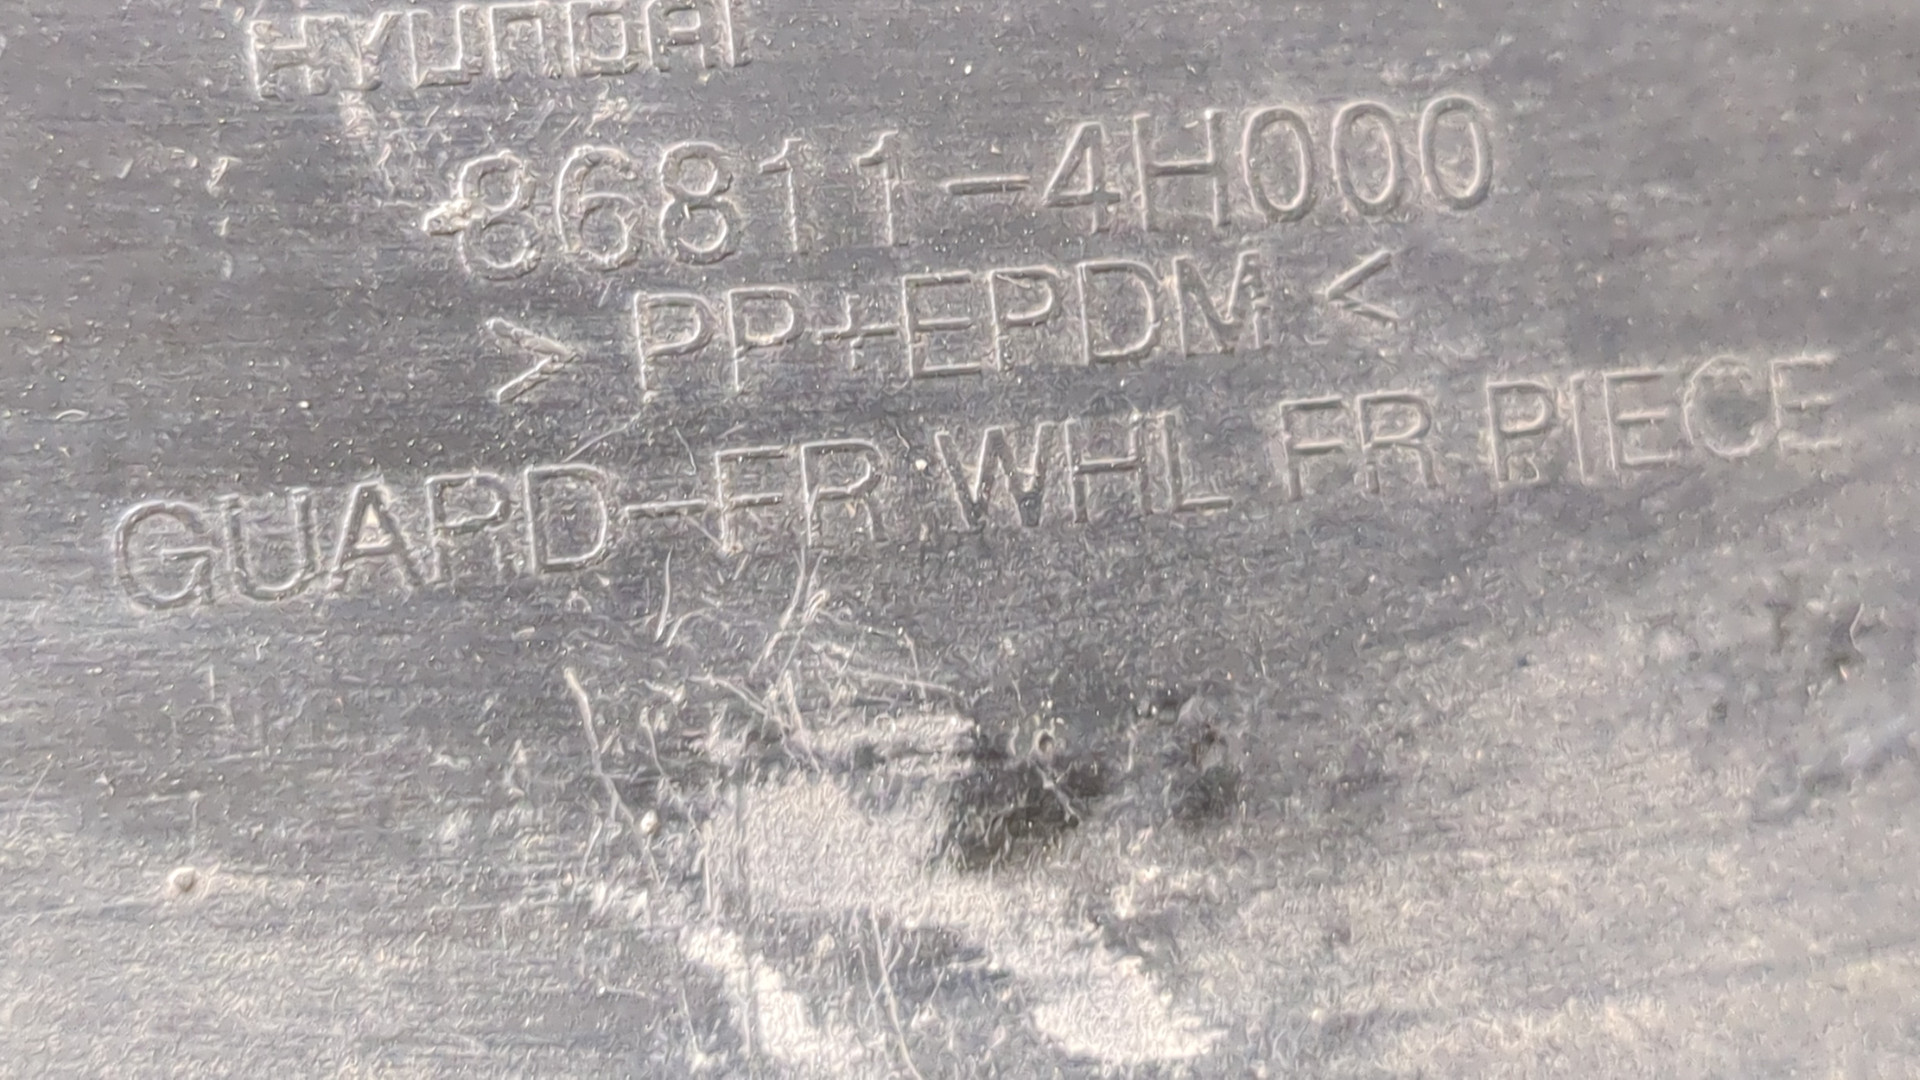 HYUNDAI
86811-4H000
>PP+EPDM<
GUARD-FR WHL FR PIECE